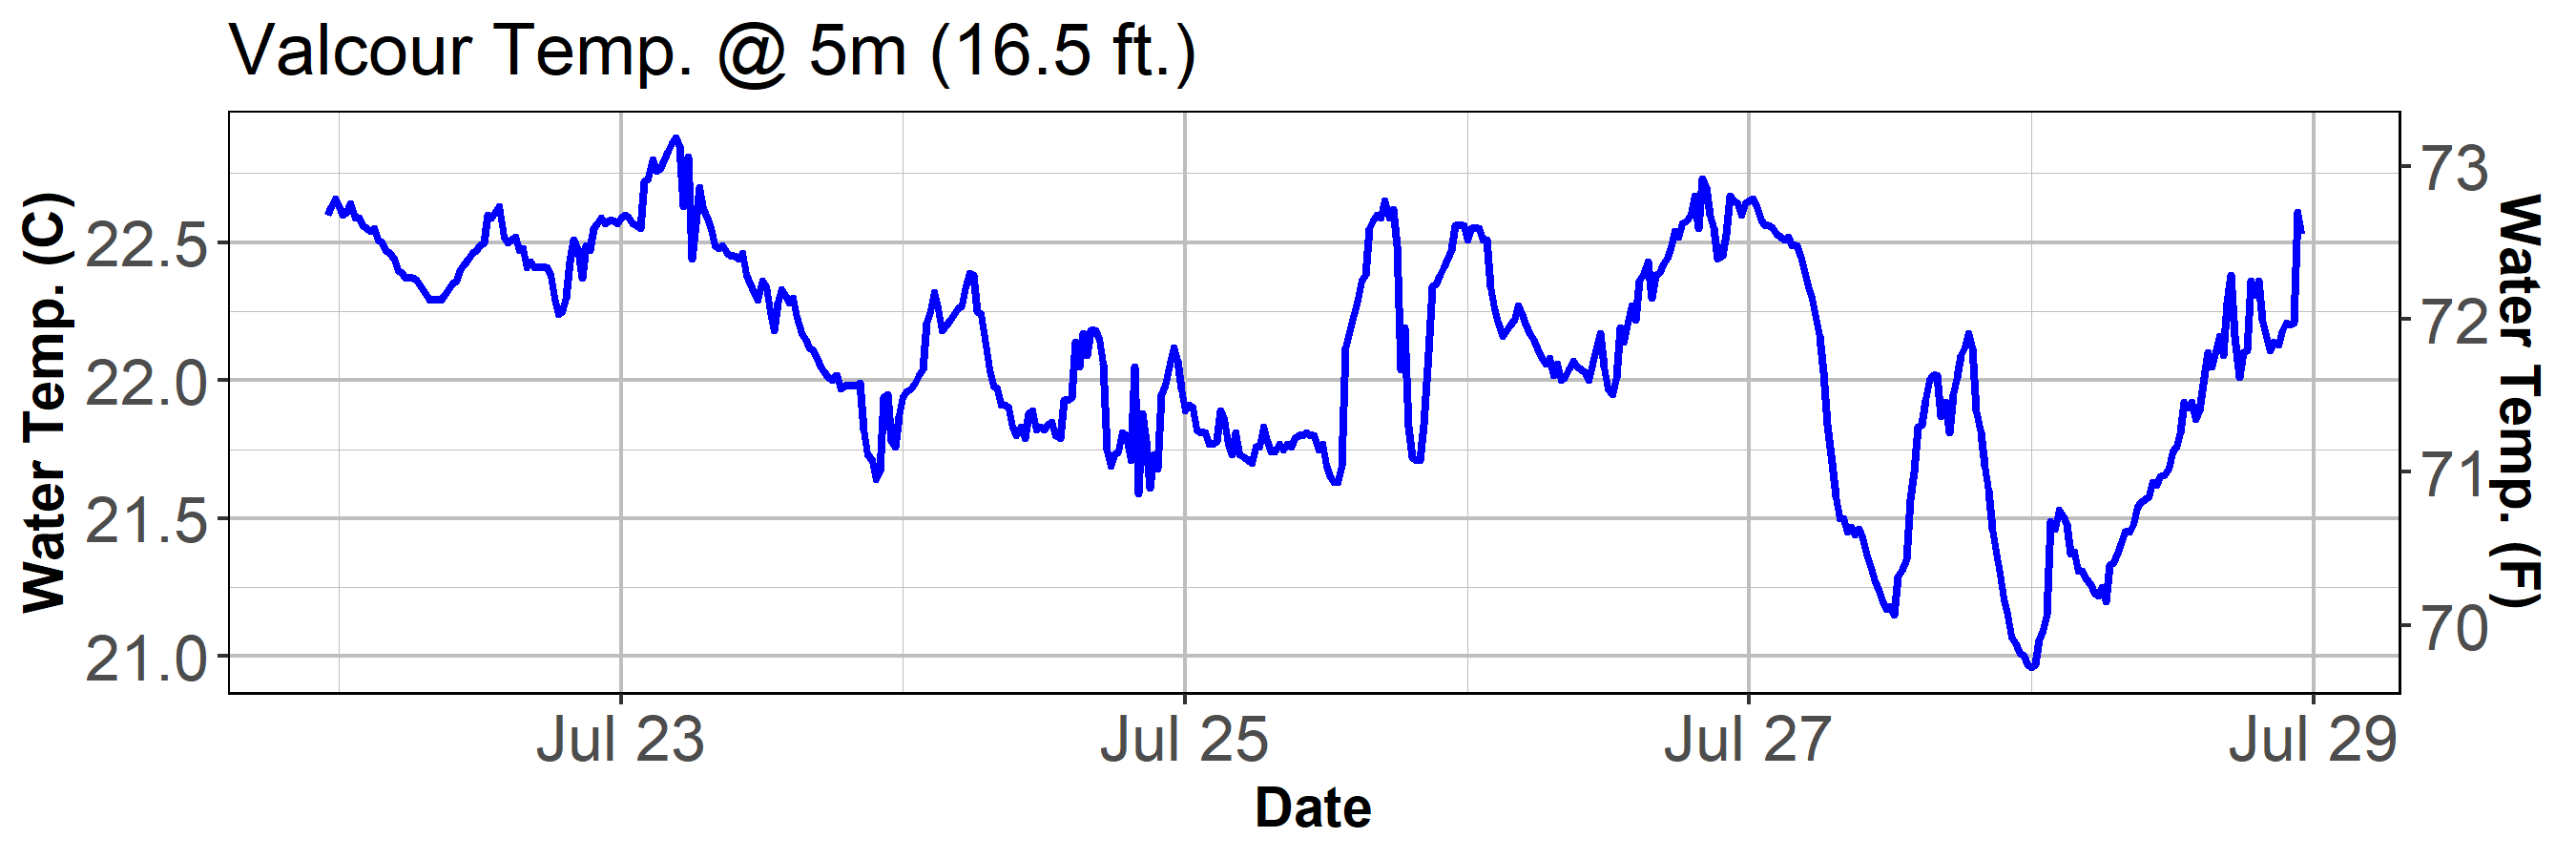 Valcour Temp. @ 5m (16.5 ft.)
Water Temp. (C)
22.5
22.0
21.5
21.0
73
72
71
70
Water Temp. (F)
Jul 23
Jul 25
Jul 27
Jul 29
Date